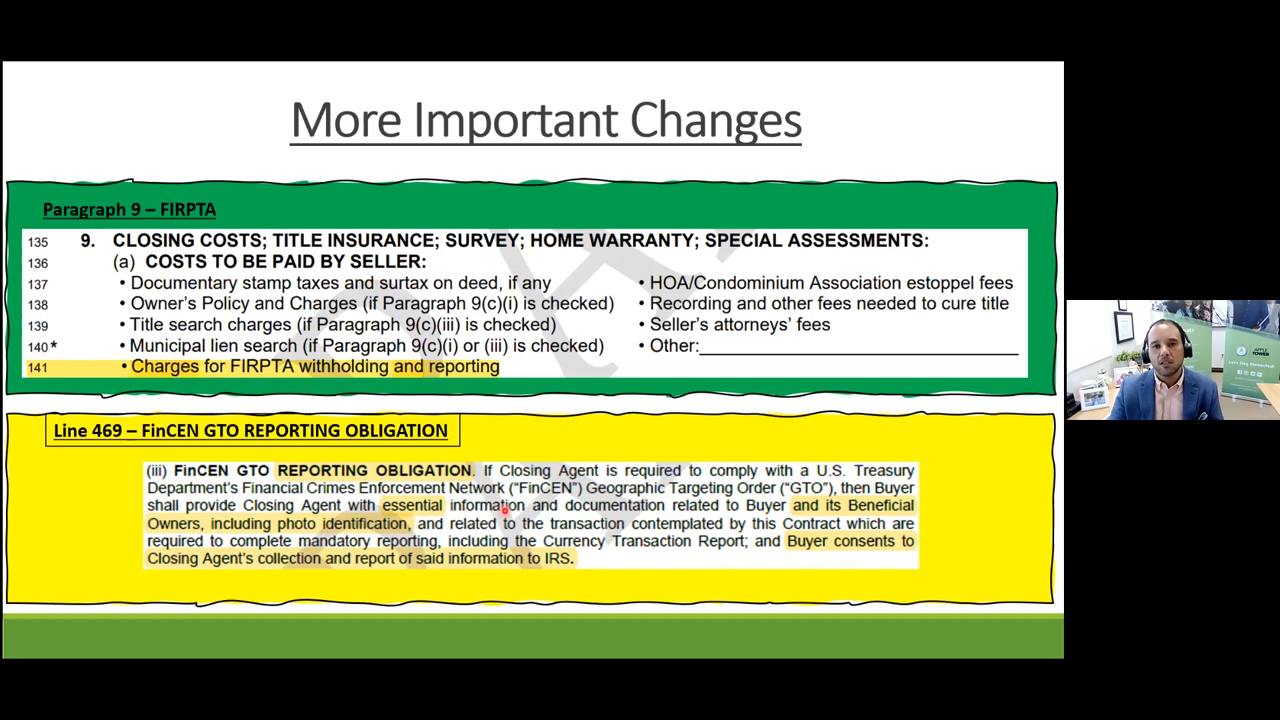 More Important Changes
Paragraph 9 – FIRPTA
135 9. CLOSING COSTS; TITLE INSURANCE; SURVEY; HOME WARRANTY; SPECIAL ASSESSMENTS:
136 (a) COSTS TO BE PAID BY SELLER:
137 • Documentary stamp taxes and surtax on deed, if any • HOA/Condominium Association estoppel fees
138 • Owner's Policy and Charges (if Paragraph 9(c)(i) is checked) • Recording and other fees needed to cure title
139 • Title search charges (if Paragraph 9(c)(iii) is checked) • Seller's attorneys' fees
140* • Municipal lien search (if Paragraph 9(c)(i) or (iii) is checked) • Other:
141 • Charges for FIRPTA withholding and reporting
Line 469 – FinCEN GTO REPORTING OBLIGATION
(iii) FinCEN GTO REPORTING OBLIGATION. If Closing Agent is required to comply with a U.S. Treasury
Department's Financial Crimes Enforcement Network ("FinCEN") Geographic Targeting Order ("GTO"), then Buyer
shall provide Closing Agent with essential information and documentation related to Buyer and its Beneficial
Owners, including photo identification, and related to the transaction contemplated by this Contract which are
required to complete mandatory reporting, including the Currency Transaction Report; and Buyer consents to
Closing Agent's collection and report of said information to IRS.
APPLE
TOWER